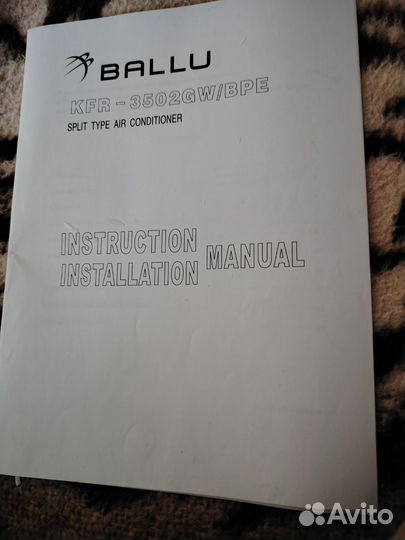 BALLU
KFR-3502GW/BPE
SPLIT TYPE AIR CONDITIONER
INSTRUCTION
INSTALLATION MANUAL
Avito